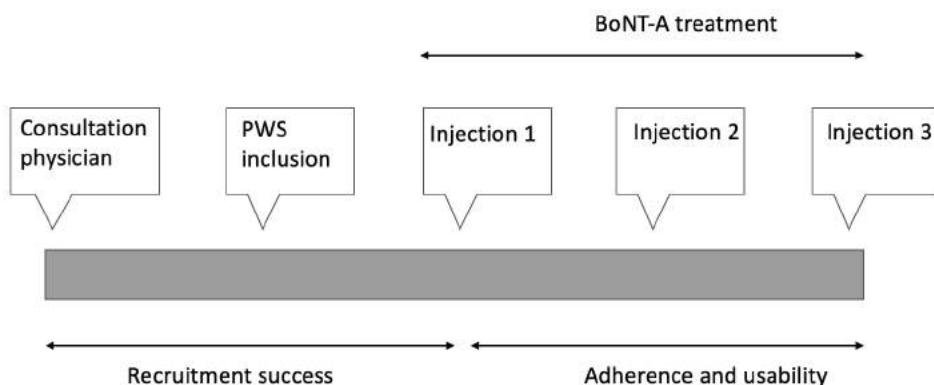 BoNT-A treatment
Consultation
physician
PWS
inclusion
Injection 1
Injection 2
Injection 3
Recruitment success
Adherence and usability